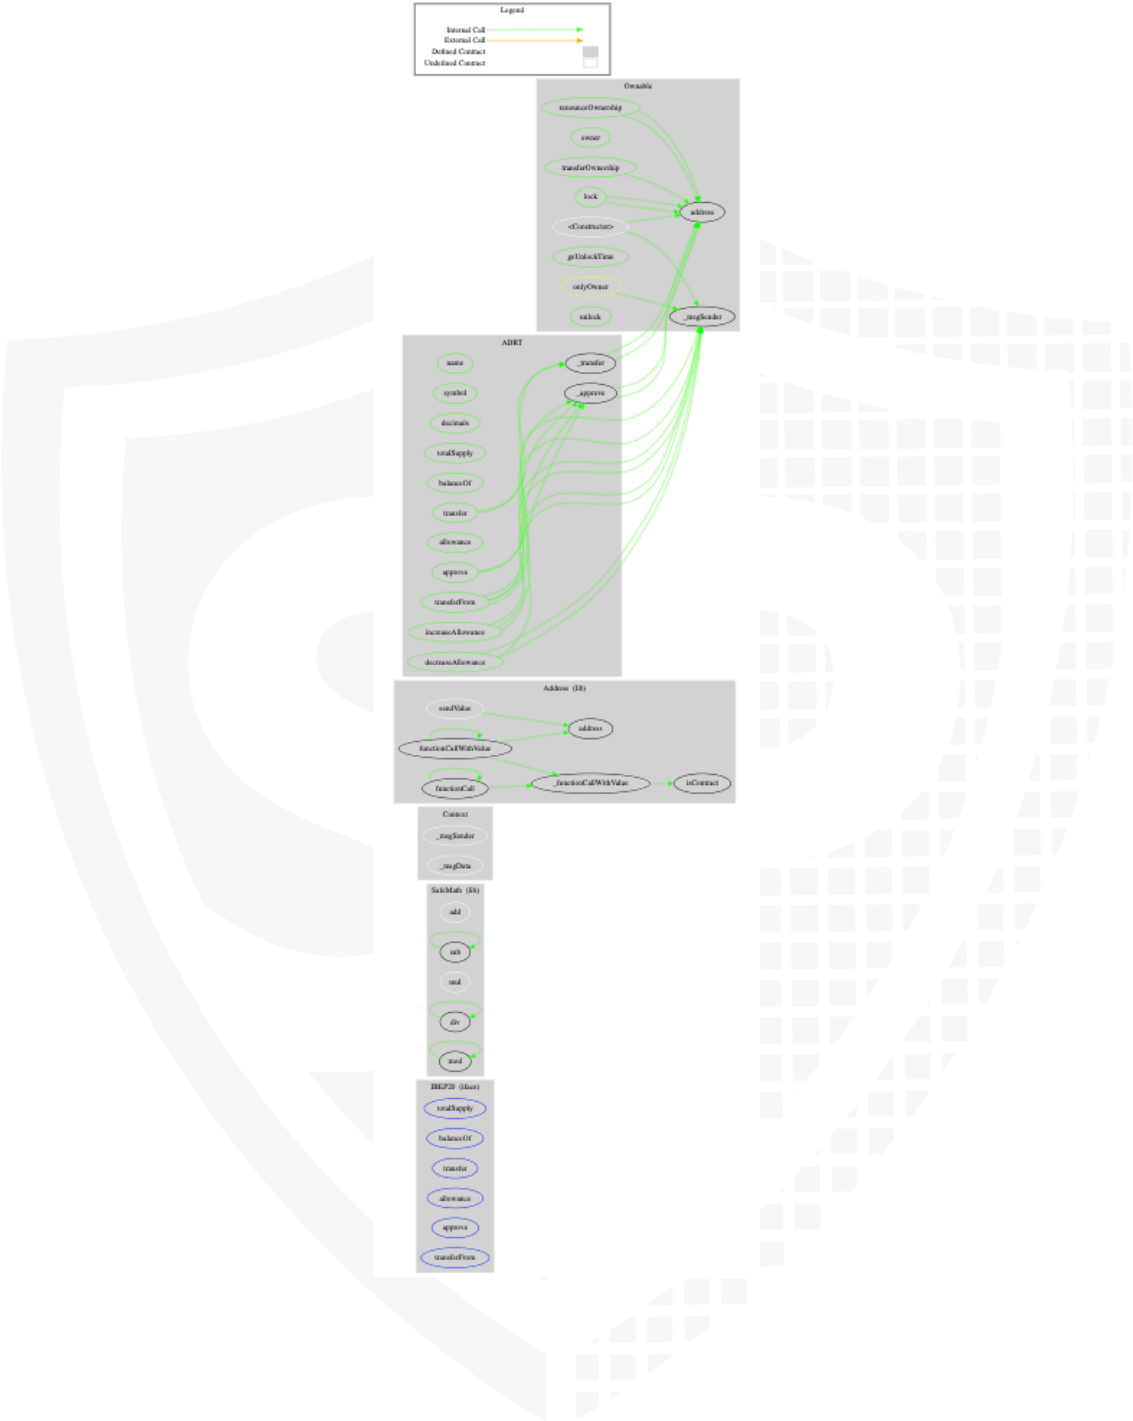 Legend
Internal Call
External Call
Defined Contract
Undefined Contract
Ownable
renounceOwnership
owner
transferOwnership
lock
address
<Constructor>
geUnlockTime
onlyOwner
unlock
_msgSender
ADRT
name
_transfer
symbol
_approve
decimals
totalSupply
balanceOf
transfer
allowance
approve
transferFrom
increaseAllowance
decreaseAllowance
Address (lib)
sendValue
address
functionCallWithValue
functionCall
_functionCallWithValue
isContract
Context
_msgSender
_msgData
SafeMath (lib)
add
sub
mul
div
mod
IBEP20 (iface)
totalSupply
balanceOf
transfer
allowance
approve
transferFrom